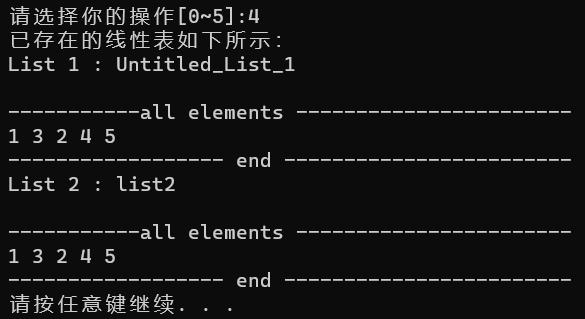 请选择你的操作[0~5]:4
已存在的线性表如下所示:
List 1 : Untitled_List_1
-----------all elements -----------------------
1 3 2 4 5
------------------ end ------------------------
List 2 : list2
-----------all elements -----------------------
1 3 2 4 5
------------------ end ------------------------
请按任意键继续. . .